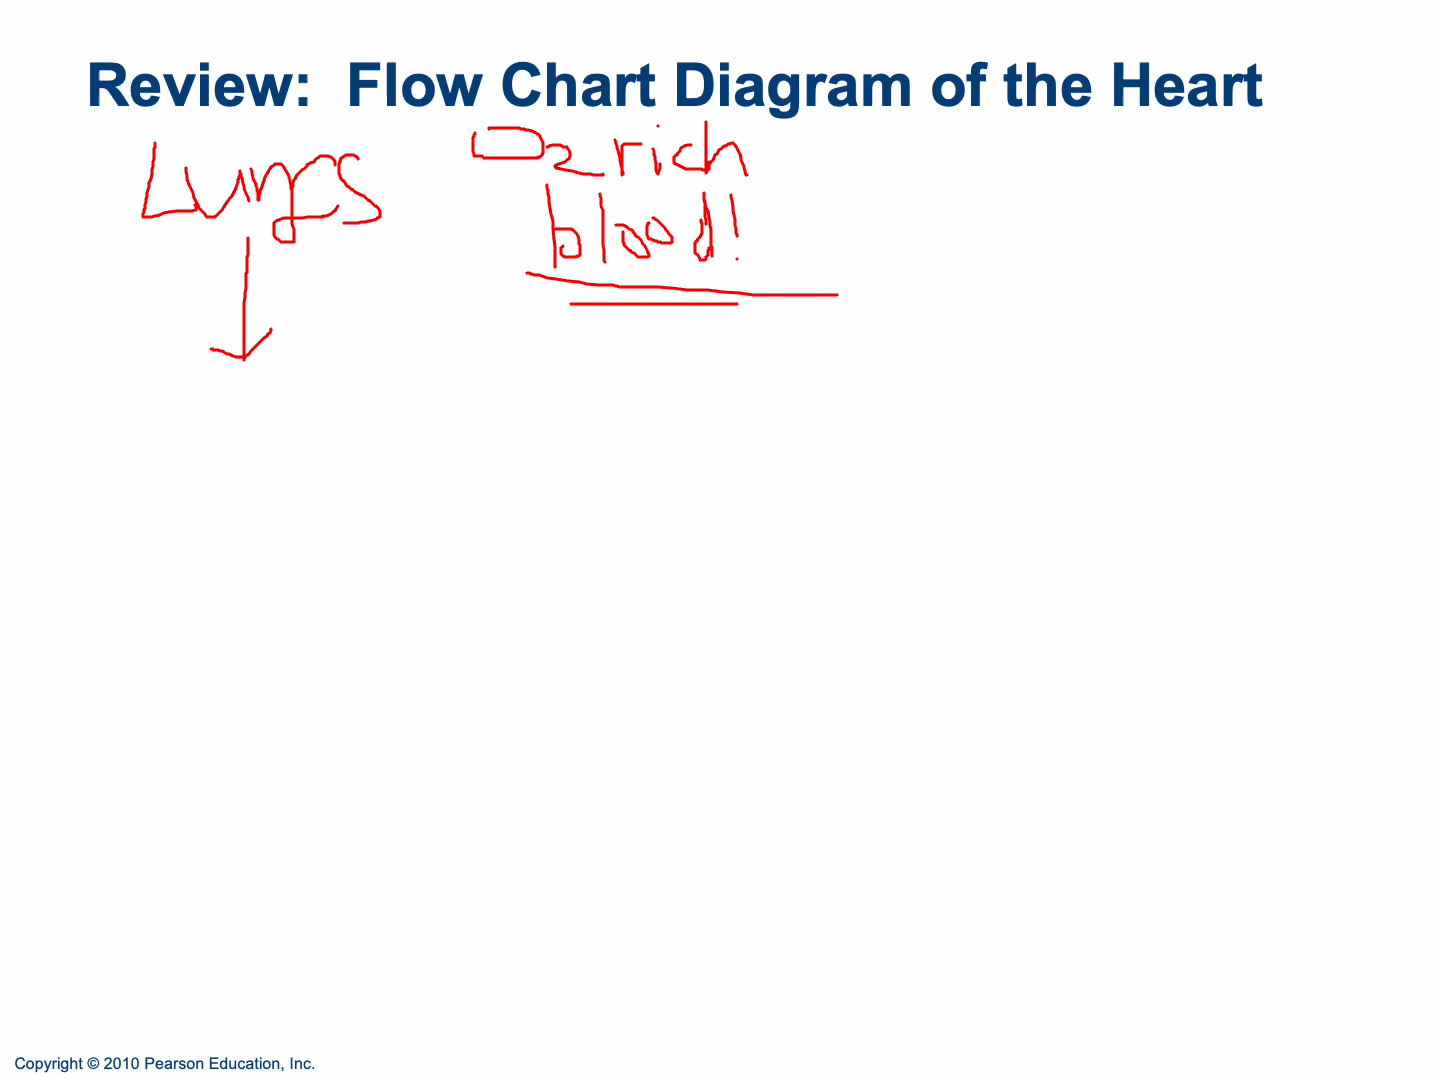 Review:  Flow Chart Diagram of the Heart
Lungs
O2 rich
blood!
Copyright © 2010 Pearson Education, Inc.